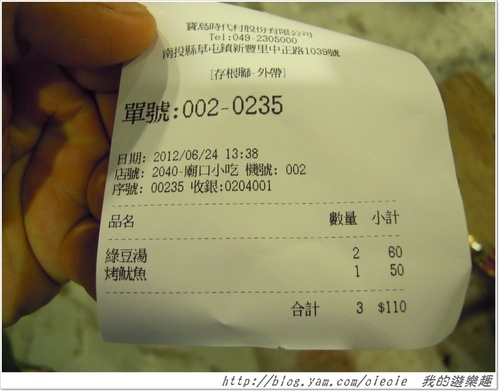 寶島時代村股份有限公司
Tel:049-2305000
南投縣草屯鎮新豐里中正路1039號
[存根聯-外帶]
單號:002-0235
日期: 2012/06/24 13:38
店號: 2040-廟口小吃 機號: 002
序號: 00235 收銀:0204001
品名 數量 小計
綠豆湯 2 60
烤魷魚 1 50
合計 3 $110
http://blog.yam.com/oieoie 我的遊樂趣